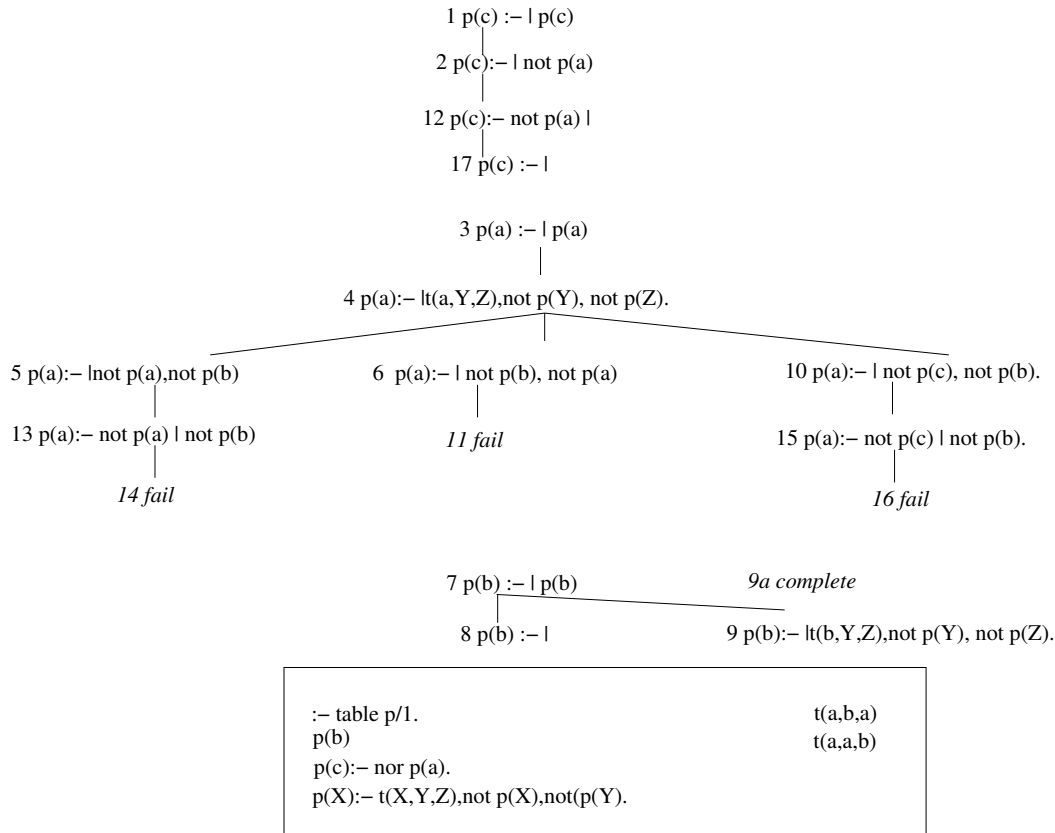 1 p(c) :− | p(c)
2 p(c):− | not p(a)
12 p(c):− not p(a) |
17 p(c) :− |
3 p(a) :− | p(a)
4 p(a):− |t(a,Y,Z),not p(Y), not p(Z).
5 p(a):− |not p(a),not p(b)
6 p(a):− | not p(b), not p(a)
10 p(a):− | not p(c), not p(b).
13 p(a):− not p(a) | not p(b)
11 fail
15 p(a):− not p(c) | not p(b).
14 fail
16 fail
7 p(b) :− | p(b)
9a complete
8 p(b) :− |
9 p(b):− |t(b,Y,Z),not p(Y), not p(Z).
:− table p/1.
t(a,b,a)
p(b)
t(a,a,b)
p(c):− nor p(a).
p(X):− t(X,Y,Z),not p(X),not(p(Y).